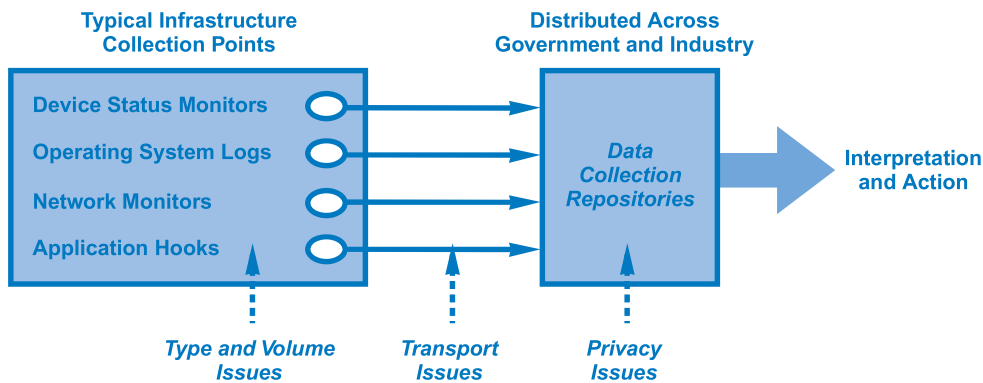 Typical Infrastructure
Collection Points
Distributed Across
Government and Industry
Device Status Monitors
Operating System Logs
Network Monitors
Application Hooks
Data
Collection
Repositories
Interpretation
and Action
Type and Volume
Issues
Transport
Issues
Privacy
Issues